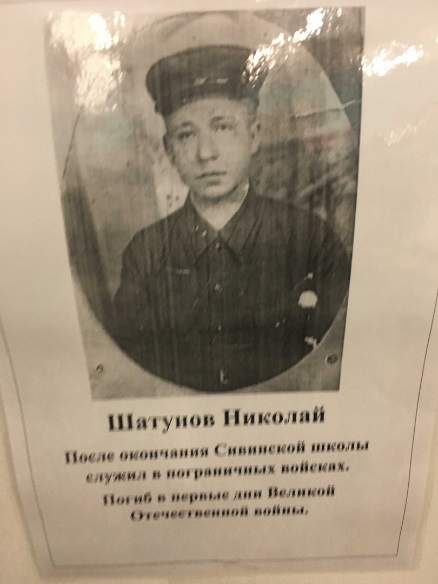 Шатунов Николай
После окончания Сивинской школы
служил в пограничных войсках.
Погиб в первые дни Великой
Отечественной войны.